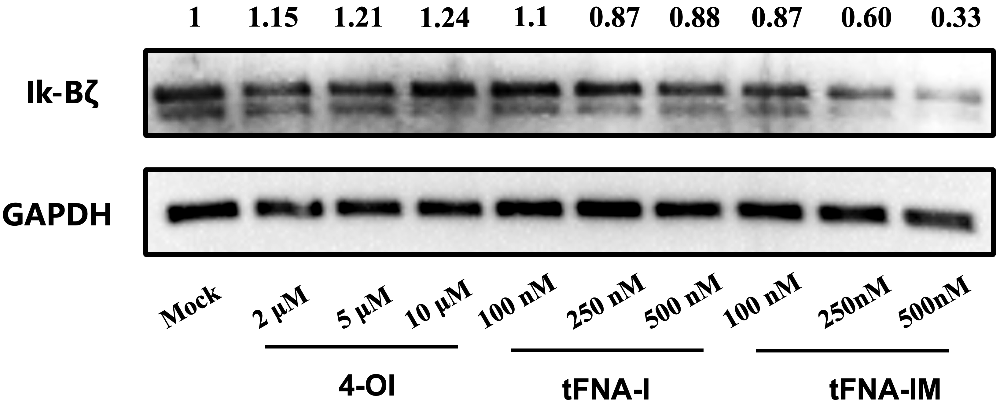 1 1.15 1.21 1.24 1.1 0.87 0.88 0.87 0.60 0.33
Ik-Bζ
GAPDH
Mock 2 μM 5 μM 10 μM 100 nM 250 nM 500 nM 100 nM 250nM 500nM
4-OI tFNA-I tFNA-IM